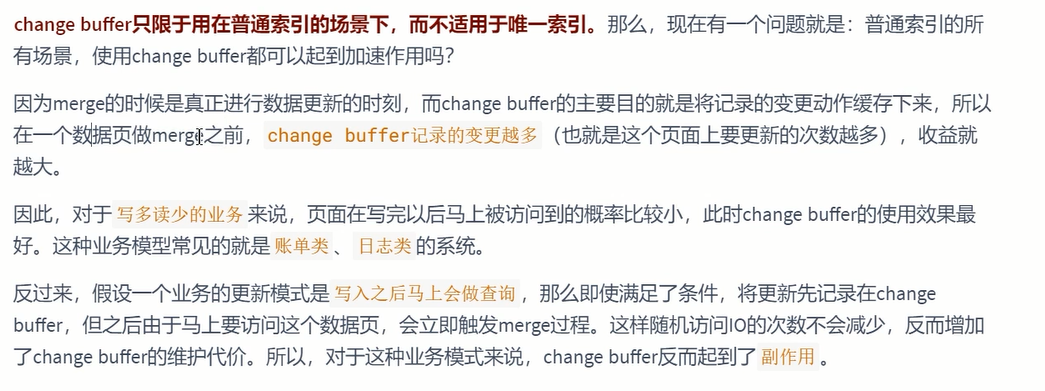 change buffer只限于用在普通索引的场景下，而不适用于唯一索引。那么，现在有一个问题就是：普通索引的所
有场景，使用change buffer都可以起到加速作用吗？
因为merge的时候是真正进行数据更新的时刻，而change buffer的主要目的就是将记录的变更动作缓存下来，所以
在一个数据页做merge之前，change buffer记录的变更越多（也就是这个页面上要更新的次数越多），收益就
越大。
因此，对于写多读少的业务来说，页面在写完以后马上被访问到的概率比较小，此时change buffer的使用效果最
好。这种业务模型常见的就是账单类、日志类的系统。
反过来，假设一个业务的更新模式是写入之后马上会做查询，那么即使满足了条件，将更新先记录在change
buffer，但之后由于马上要访问这个数据页，会立即触发merge过程。这样随机访问IO的次数不会减少，反而增加
了change buffer的维护代价。所以，对于这种业务模式来说，change buffer反而起到了副作用。